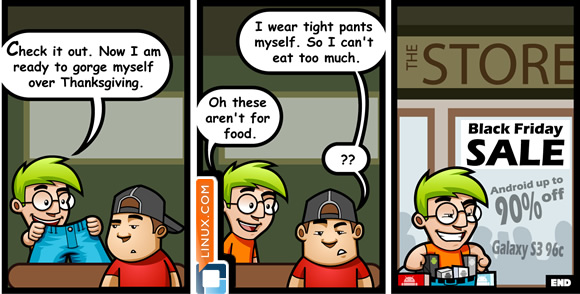 Check it out. Now I am
ready to gorge myself
over Thanksgiving.
I wear tight pants
myself. So I can't
eat too much.
Oh these
aren't for
food.
??
LINUX.COM
THE STORE
Black Friday
SALE
Android up to
90% off
Galaxy S3 96c
END